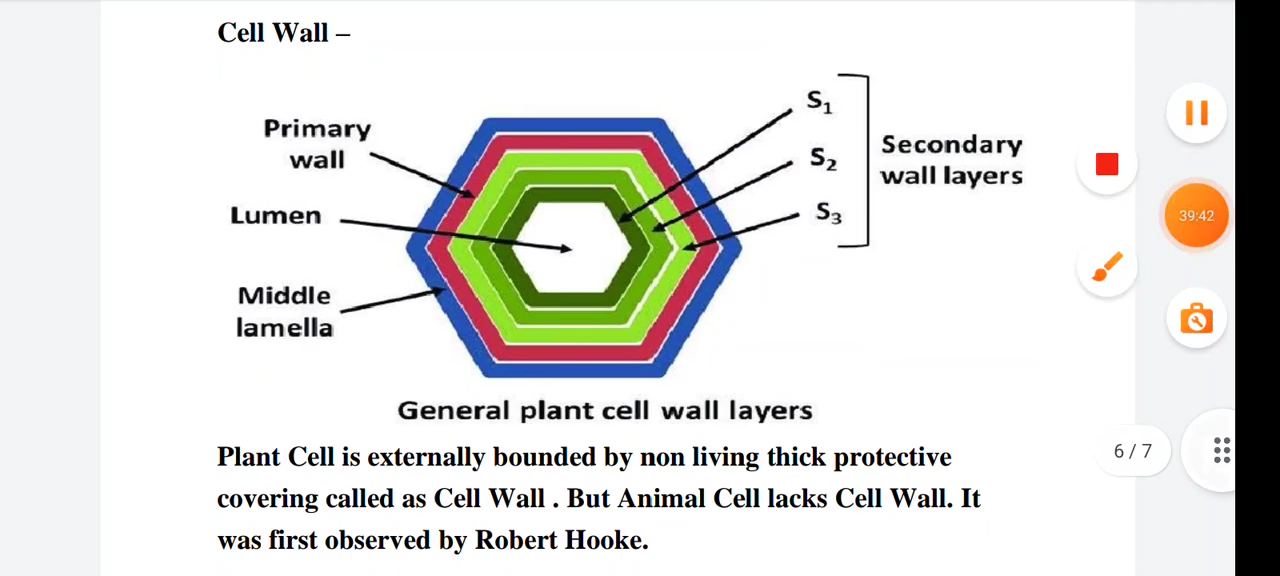 Cell Wall –
Primary
wall
Lumen
Middle
lamella
S₁
S₂
S₃
Secondary
wall layers
General plant cell wall layers
Plant Cell is externally bounded by non living thick protective
covering called as Cell Wall . But Animal Cell lacks Cell Wall. It
was first observed by Robert Hooke.
39:42
6 / 7